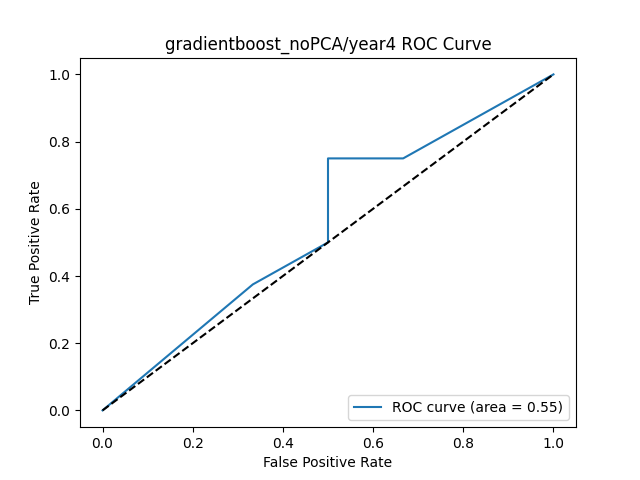 gradientboost_noPCA/year4 ROC Curve
1.0
0.8
0.6
0.4
0.2
0.0
True Positive Rate
ROC curve (area = 0.55)
0.0 0.2 0.4 0.6 0.8 1.0
False Positive Rate